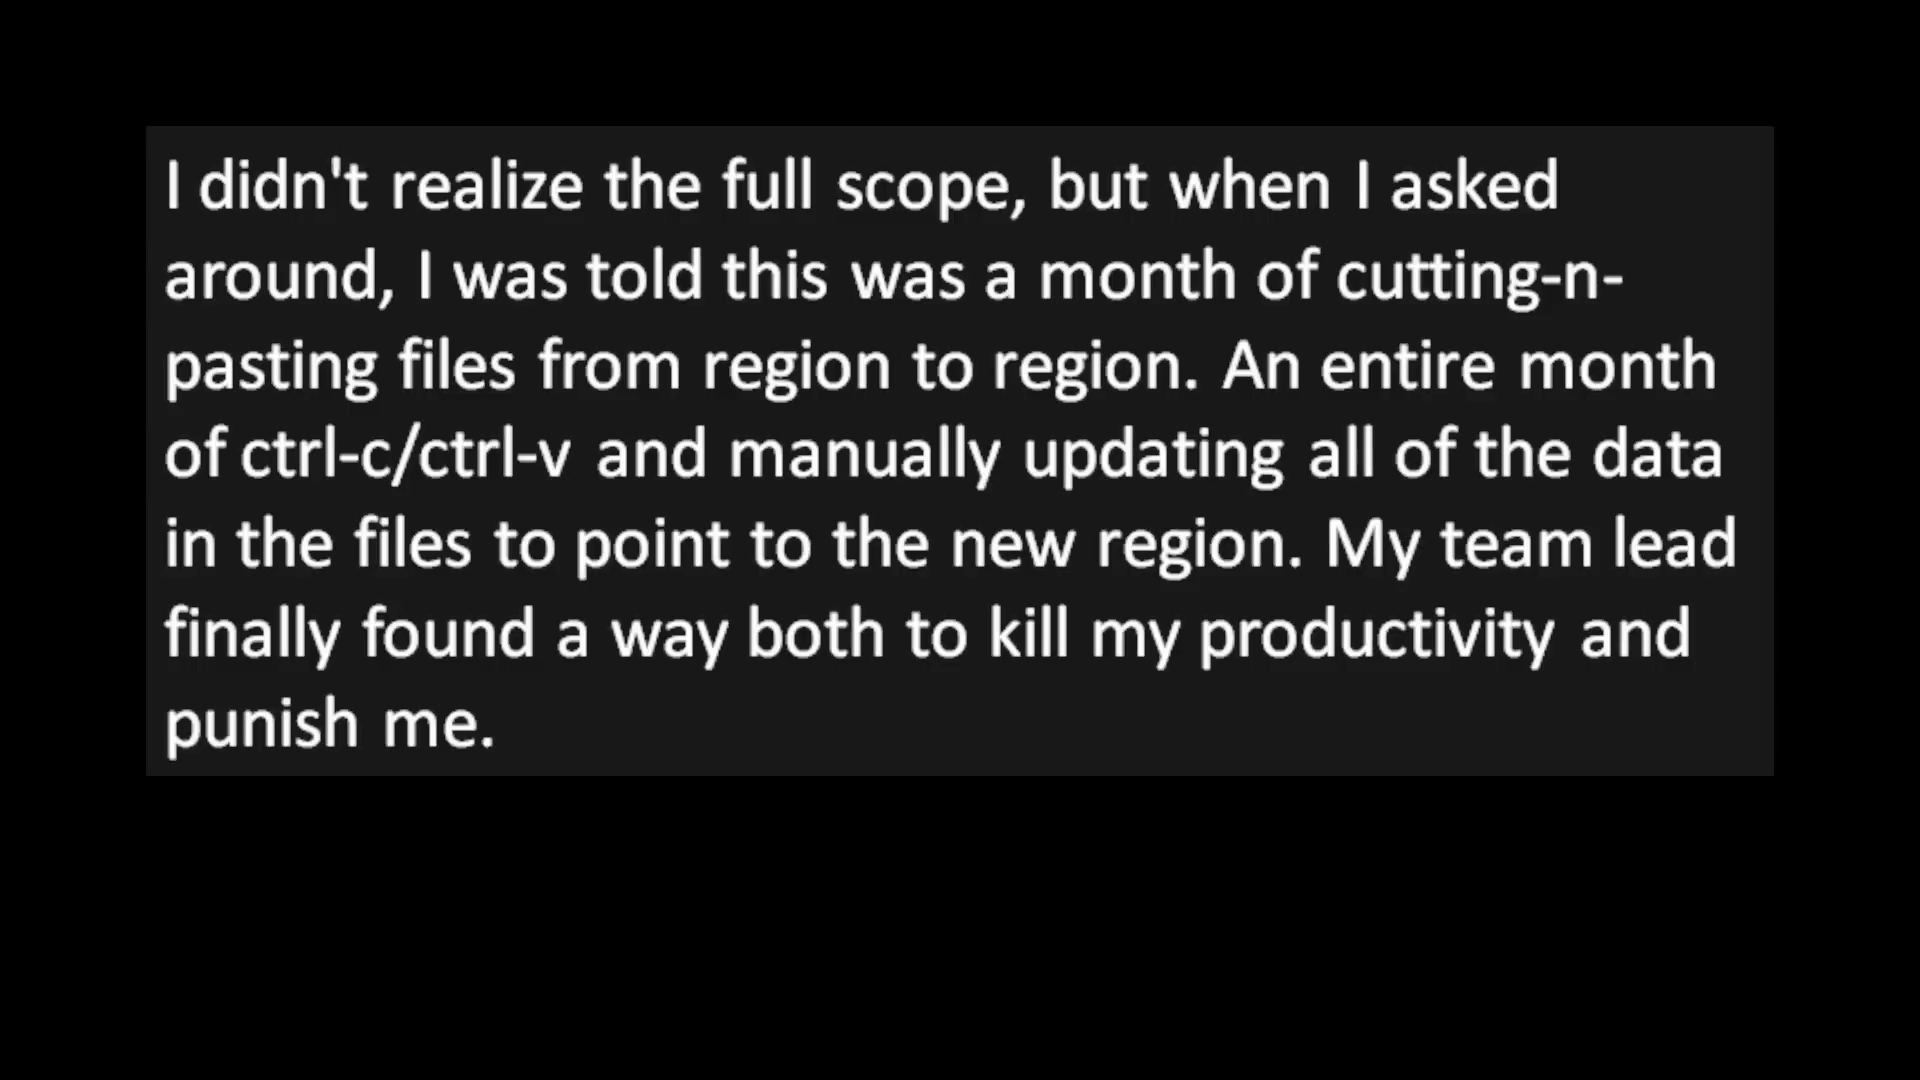 I didn't realize the full scope, but when I asked
around, I was told this was a month of cutting-n-
pasting files from region to region. An entire month
of ctrl-c/ctrl-v and manually updating all of the data
in the files to point to the new region. My team lead
finally found a way both to kill my productivity and
punish me.